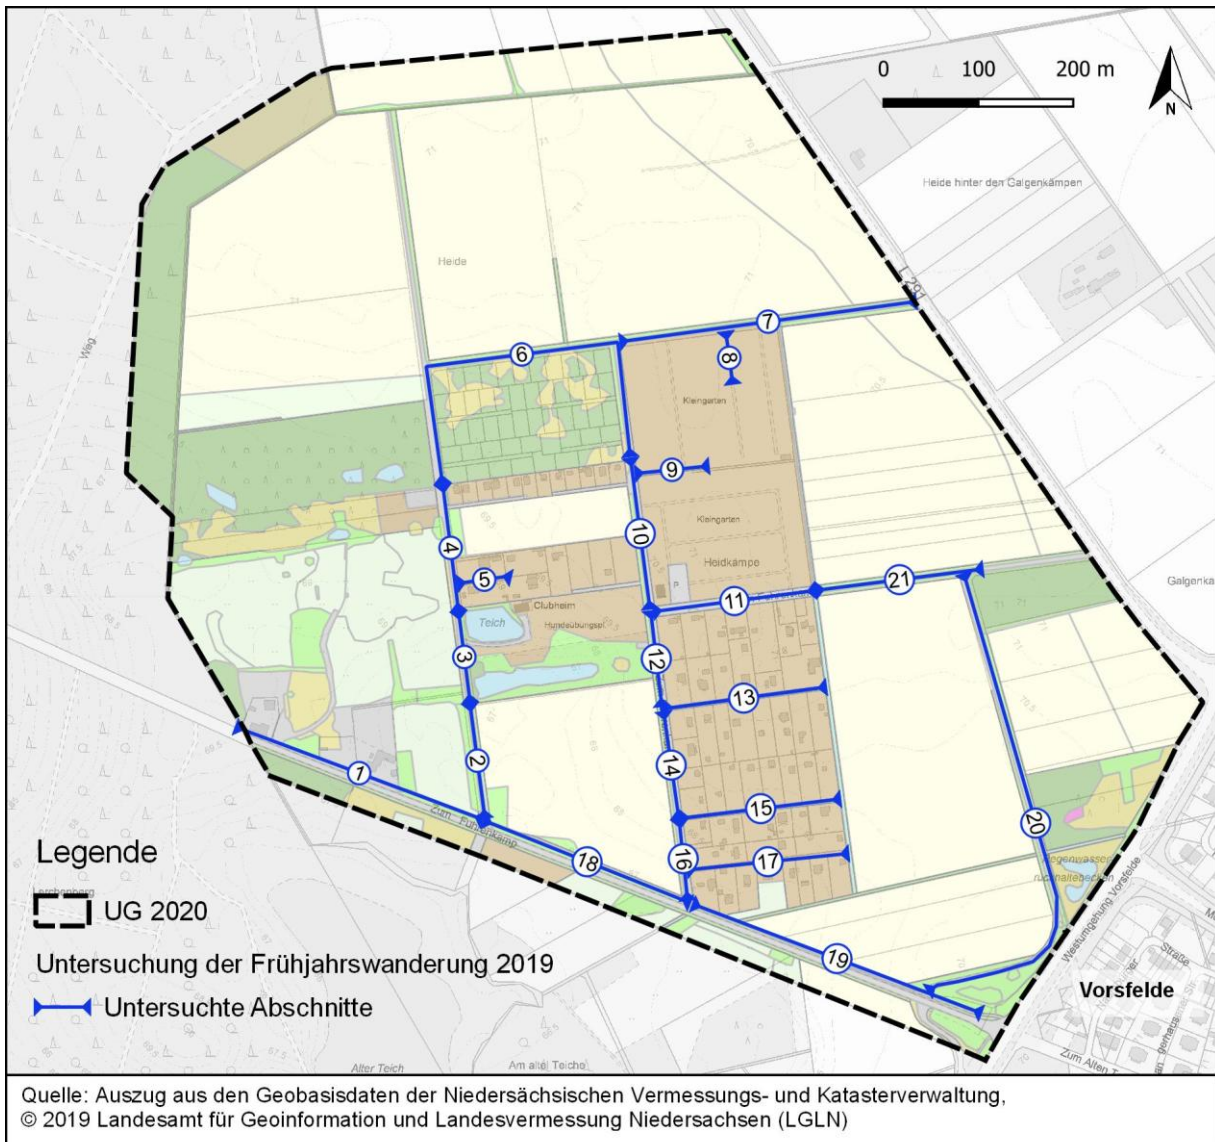 0 100 200 m
N
Heide hinter den Galgenkämpen
L 291
Heide
Weg
7
6
8
Kleingarten
9
Kleingarten
10
4
5
Heidkämpe
Clubheim
Hundeübungspl.
Teich
11
21
Galgenka
3
12
13
2
14
1
15
20
Zum Fuhrenkamp
16
17
18
19
Westumgehung Vorsfelde
Straße
Vorsfelde
Zum Alten T
Am alten Teiche
Alter Teich
Legende
UG 2020
Untersuchung der Frühjahrswanderung 2019
Untersuchte Abschnitte
Quelle: Auszug aus den Geobasisdaten der Niedersächsischen Vermessungs- und Katasterverwaltung,
© 2019 Landesamt für Geoinformation und Landesvermessung Niedersachsen (LGLN)